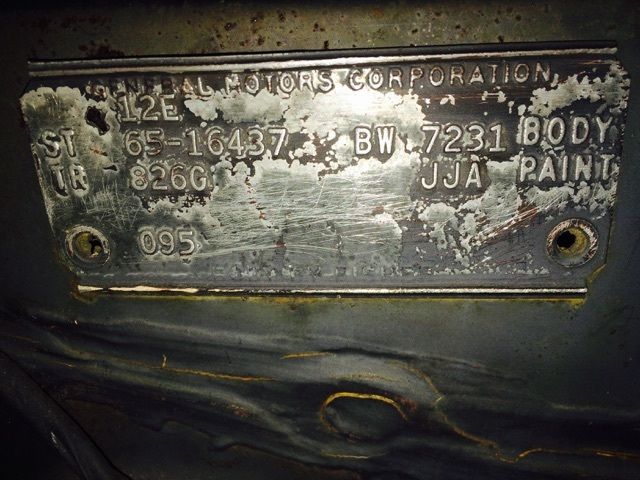 GENERAL MOTORS CORPORATION
12E
ST 65-16437 BW 7231 BODY
TR 826G JJA PAINT
095